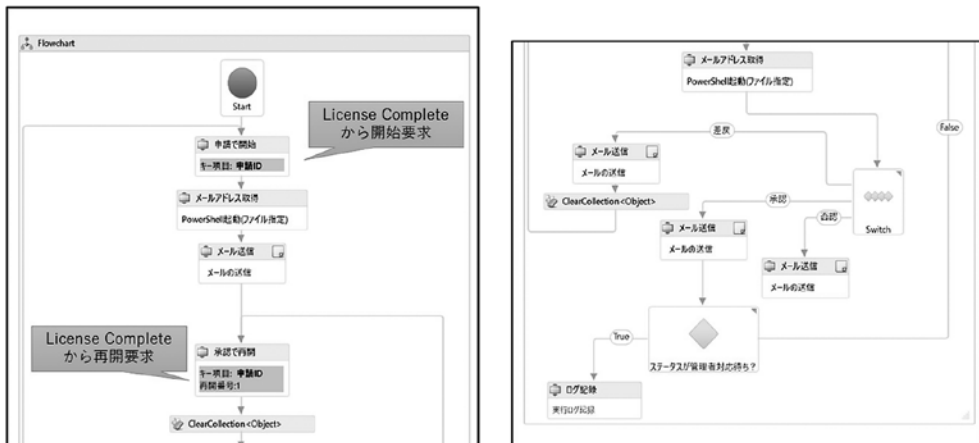 Flowchart
Start
License Complete
から開始要求
申請で開始
キー項目: 申請ID
メールアドレス取得
PowerShell起動(ファイル指定)
メール送信
メールの送信
License Complete
から再開要求
承認で再開
キー項目: 申請ID
再開番号:1
ClearCollection<Object>
メールアドレス取得
PowerShell起動(ファイル指定)
False
差戻
メール送信
メールの送信
ClearCollection<Object>
承認
メール送信
メールの送信
否認
Switch
メール送信
メールの送信
True
ステータスが管理者対応待ち?
ログ記録
実行ログ記録